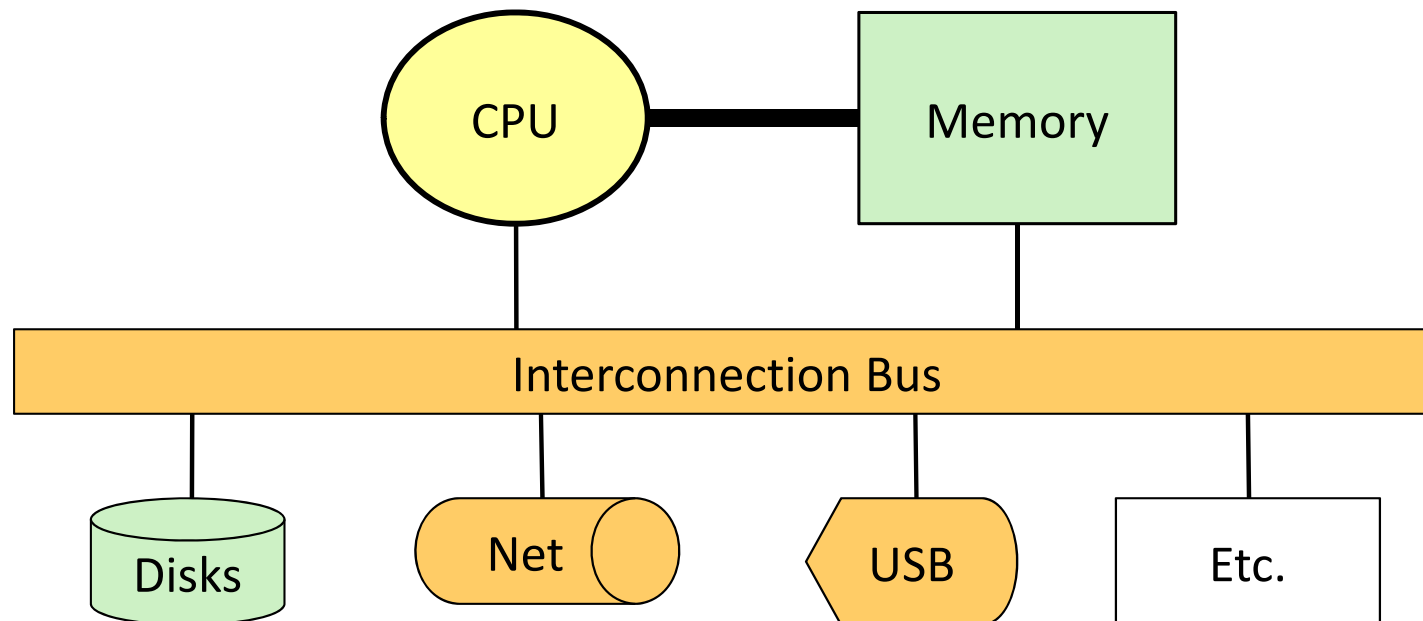 CPU
Memory
Interconnection Bus
Disks
Net
USB
Etc.